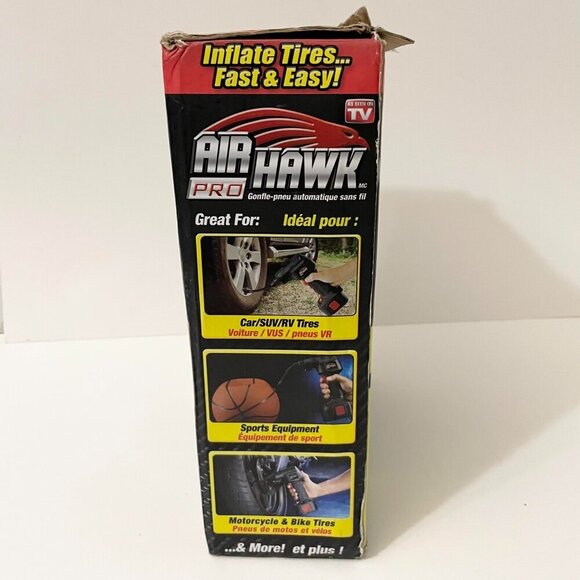 Inflate Tires...
Fast & Easy!
AS SEEN ON
TV
AIR HAWK
PRO
MC
Gonfle-pneu automatique sans fil
Great For: Idéal pour :
Car/SUV/RV Tires
Voiture / VUS / pneus VR
Sports Equipment
Équipement de sport
Motorcycle & Bike Tires
Pneus de motos et vélos
...& More! et plus !